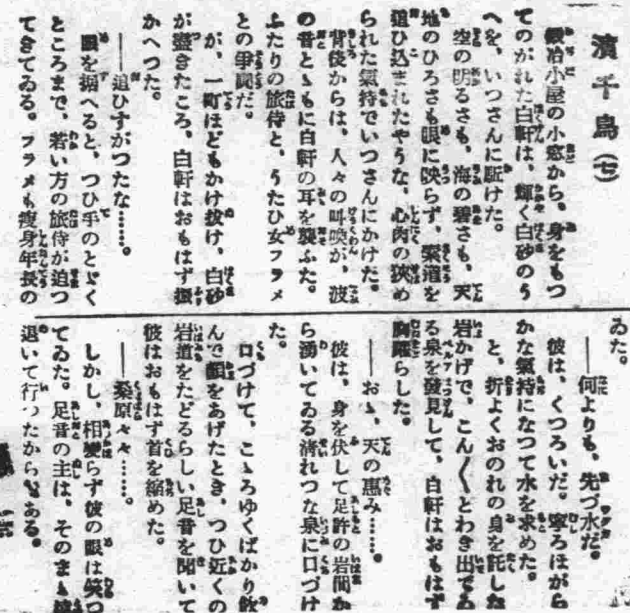 濱千鳥(七)
鍛冶小屋の小窓から、身をもつ
てのがれた白軒は、輝く白砂のう
へを、いつさんに駈けた。
空の明るさも、海の碧さも、天
地のひろさも眼に映らず、索道を
追ひ込まれたやうな、心肉の狹め
られた氣持でいつさんにかけた。
背後からは、人々の叫喚が、波
の音とゝもに白軒の耳を襲ふた。
ふたりの旅侍と、うたひ女フラメ
との爭鬪だ。
が、一町ほどもかけ拔け、白砂
が盡きたころ、白軒はおもはず振
かへつた。
――追ひすがつたな……。
眼を据へると、つひ手のとゞく
ところまで、若い方の旅侍が追つ
てきてゐる。フラメも瘦身年長の
ゐた。
――何よりも、先づ水だ。
彼は、くつろいだ。寧ろほがら
かな氣持になつて水を求めた。
と、折よくおのれの身を託した
岩かげで、こん〳〵とわき出てゐ
る泉を發見して、白軒はおもはず
胸躍らした。
――おゝ、天の惠み……。
彼は、身を伏して足許の岩間か
ら湧いてゐる淸れつな泉に口づけ
た。
口づけて、こゝろゆくばかり飮
んで顏をあげたとき、つひ近くの
岩道をたどるらしい足音を聞いて
彼はおもはず首を縮めた。
――桑原々々……。
しかし、相變らず彼の眼は笑つ
てゐた。足音の主は、そのまゝ
退いて行つたからである。